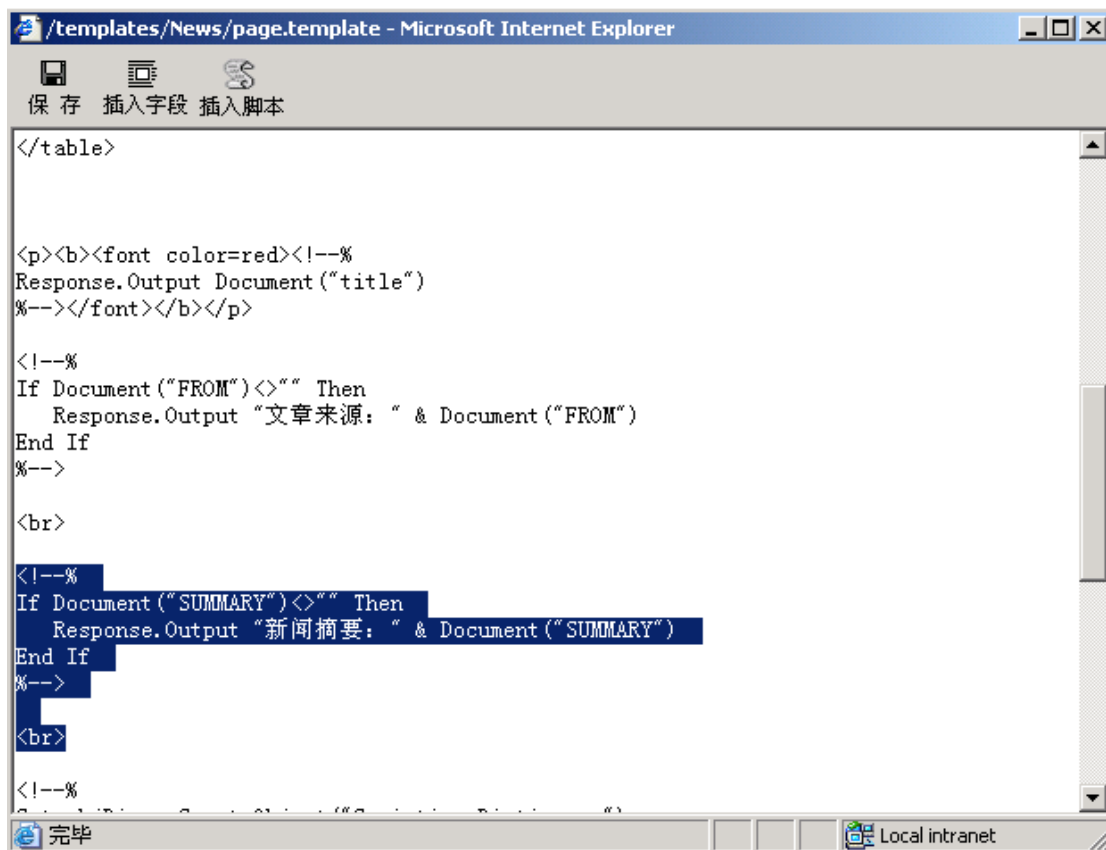 /templates/News/page.template - Microsoft Internet Explorer
保 存 插入字段 插入脚本
</table>
<p><b><font color=red><!--%
Response.Output Document("title")
%--></font></b></p>
<!--%
If Document("FROM")<>"" Then
Response.Output "文章来源: " & Document("FROM")
End If
%-->
<br>
<!--%
If Document("SUMMARY")<>"" Then
Response.Output "新闻摘要: " & Document("SUMMARY")
End If
%-->
<br>
<!--%
完毕 Local intranet